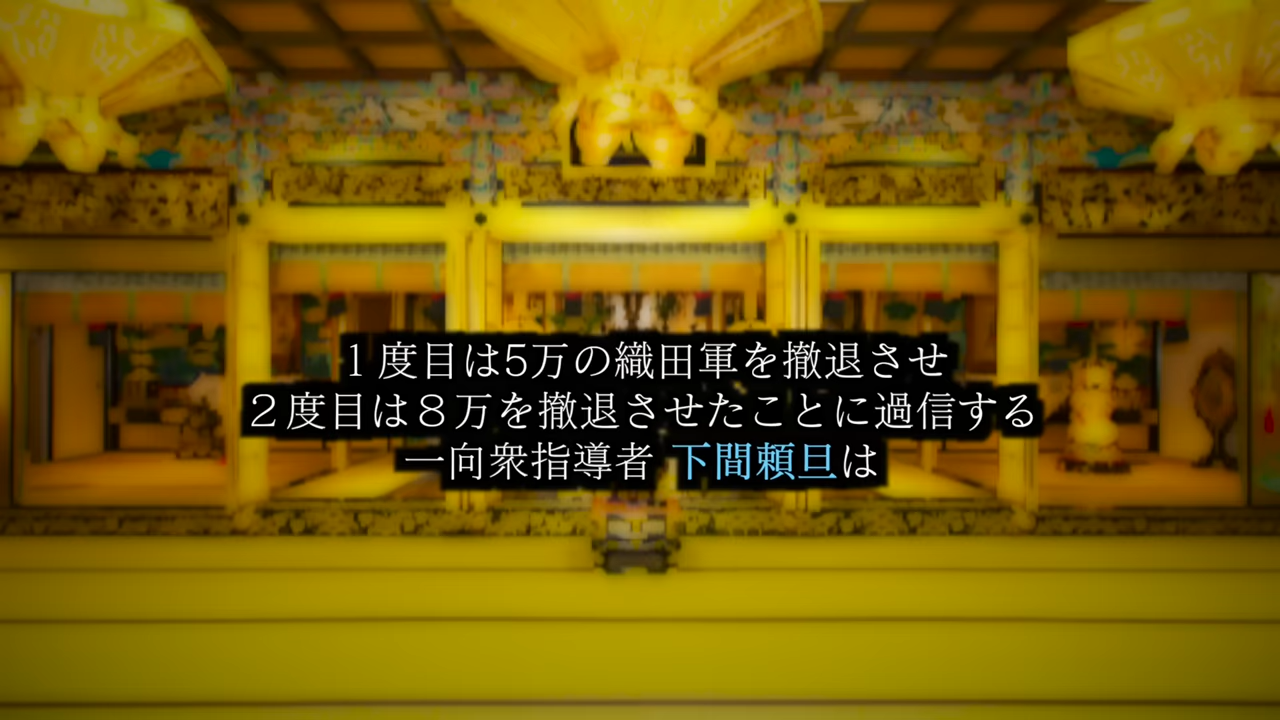 １度目は5万の織田軍を撤退させ
２度目は８万を撤退させたことに過信する
一向衆指導者 下間頼旦は